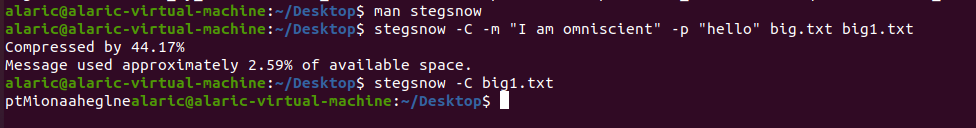 alaric@alaric-virtual-machine:~/Desktop$ man stegsnow
alaric@alaric-virtual-machine:~/Desktop$ stegsnow -C -m "I am omniscient" -p "hello" big.txt big1.txt
Compressed by 44.17%
Message used approximately 2.59% of available space.
alaric@alaric-virtual-machine:~/Desktop$ stegsnow -C big1.txt
ptMionaaheglnealaric@alaric-virtual-machine:~/Desktop$